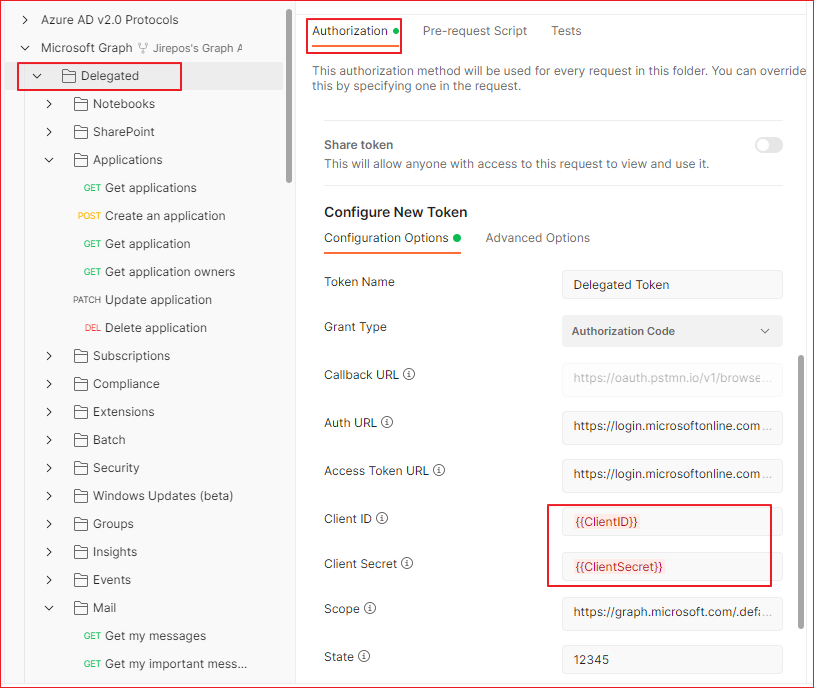 Azure AD v2.0 Protocols
Microsoft Graph Jirepos's Graph A
Delegated
Notebooks
SharePoint
Applications
GET Get applications
POST Create an application
GET Get application
GET Get application owners
PATCH Update application
DEL Delete application
Subscriptions
Compliance
Extensions
Batch
Security
Windows Updates (beta)
Groups
Insights
Events
Mail
GET Get my messages
GET Get my important mess...
Authorization Pre-request Script Tests
This authorization method will be used for every request in this folder. You can override
this by specifying one in the request.
Share token
This will allow anyone with access to this request to view and use it.
Configure New Token
Configuration Options Advanced Options
Token Name Delegated Token
Grant Type Authorization Code
Callback URL https://oauth.pstmn.io/v1/browse...
Auth URL https://login.microsoftonline.com...
Access Token URL https://login.microsoftonline.com...
Client ID {{ClientID}}
Client Secret {{ClientSecret}}
Scope https://graph.microsoft.com/.defa...
State 12345